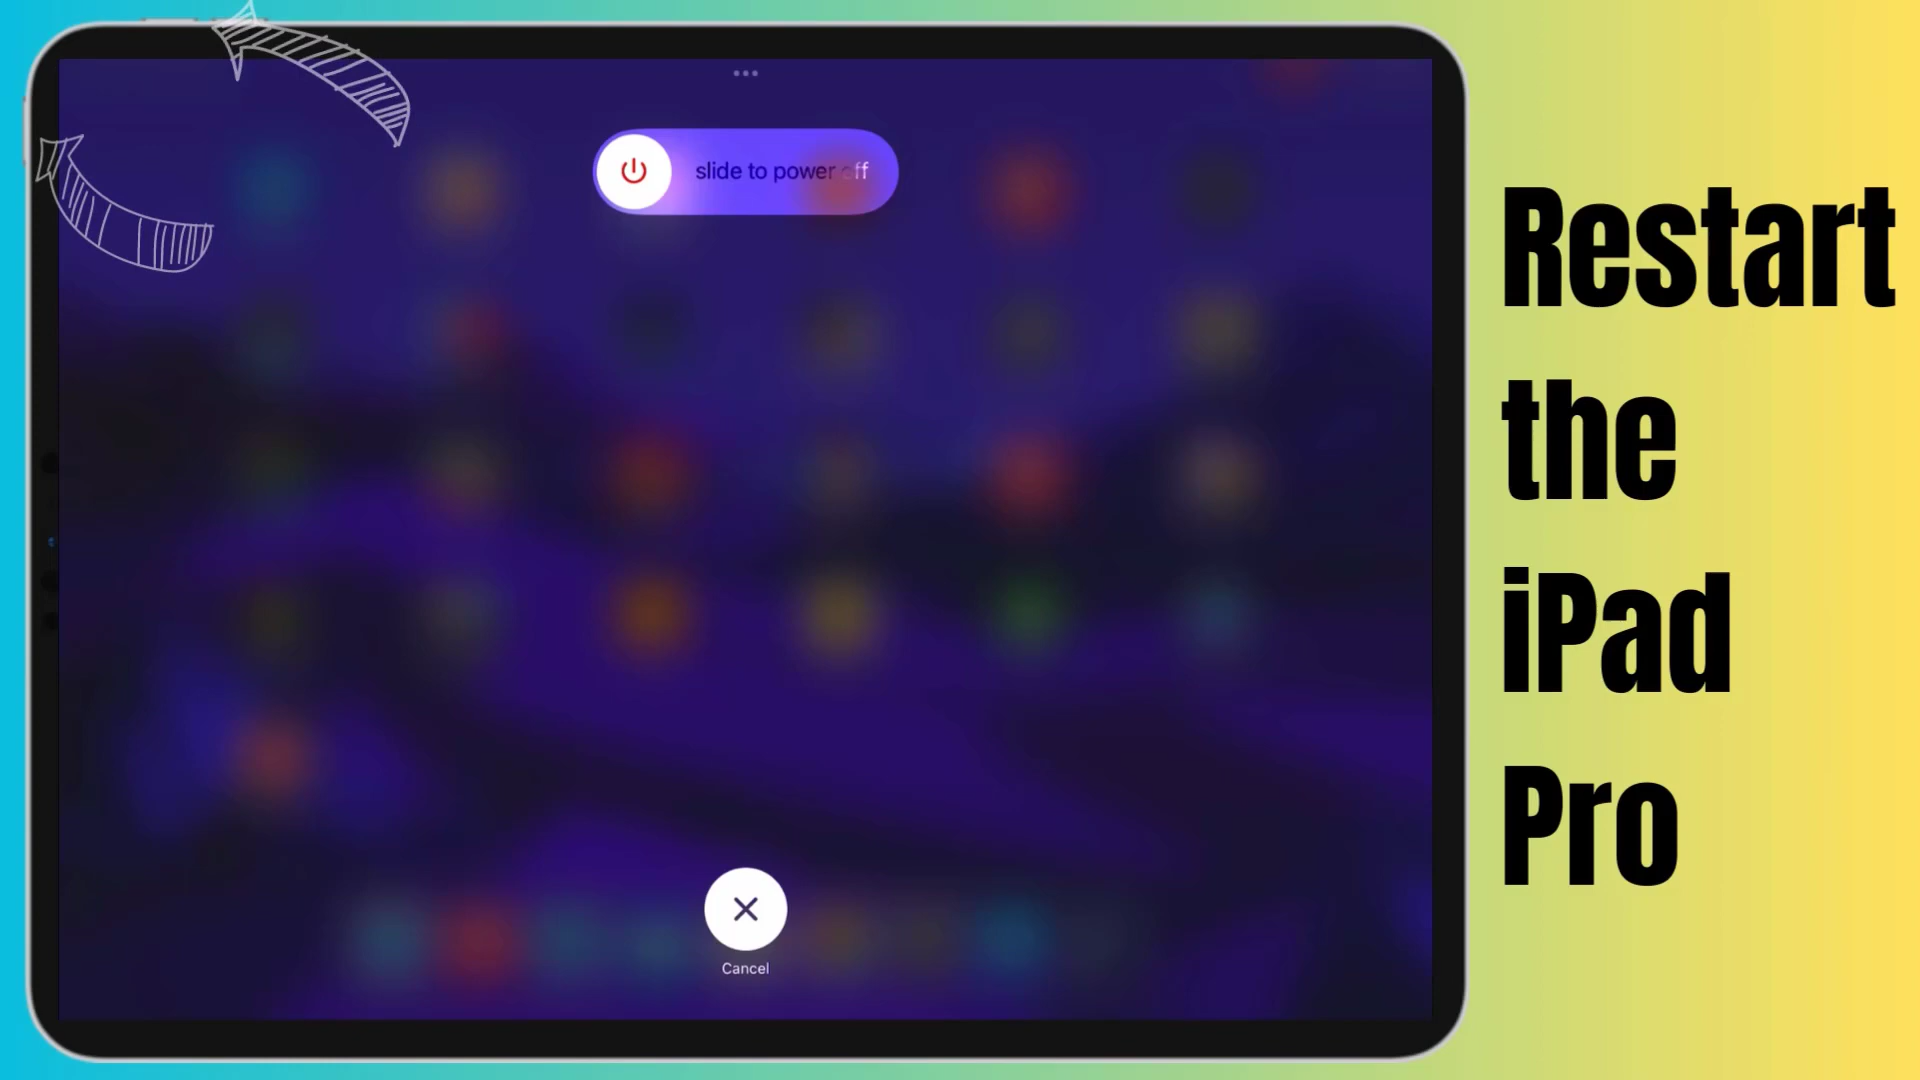 slide to power off
Cancel
Restart
the
iPad
Pro